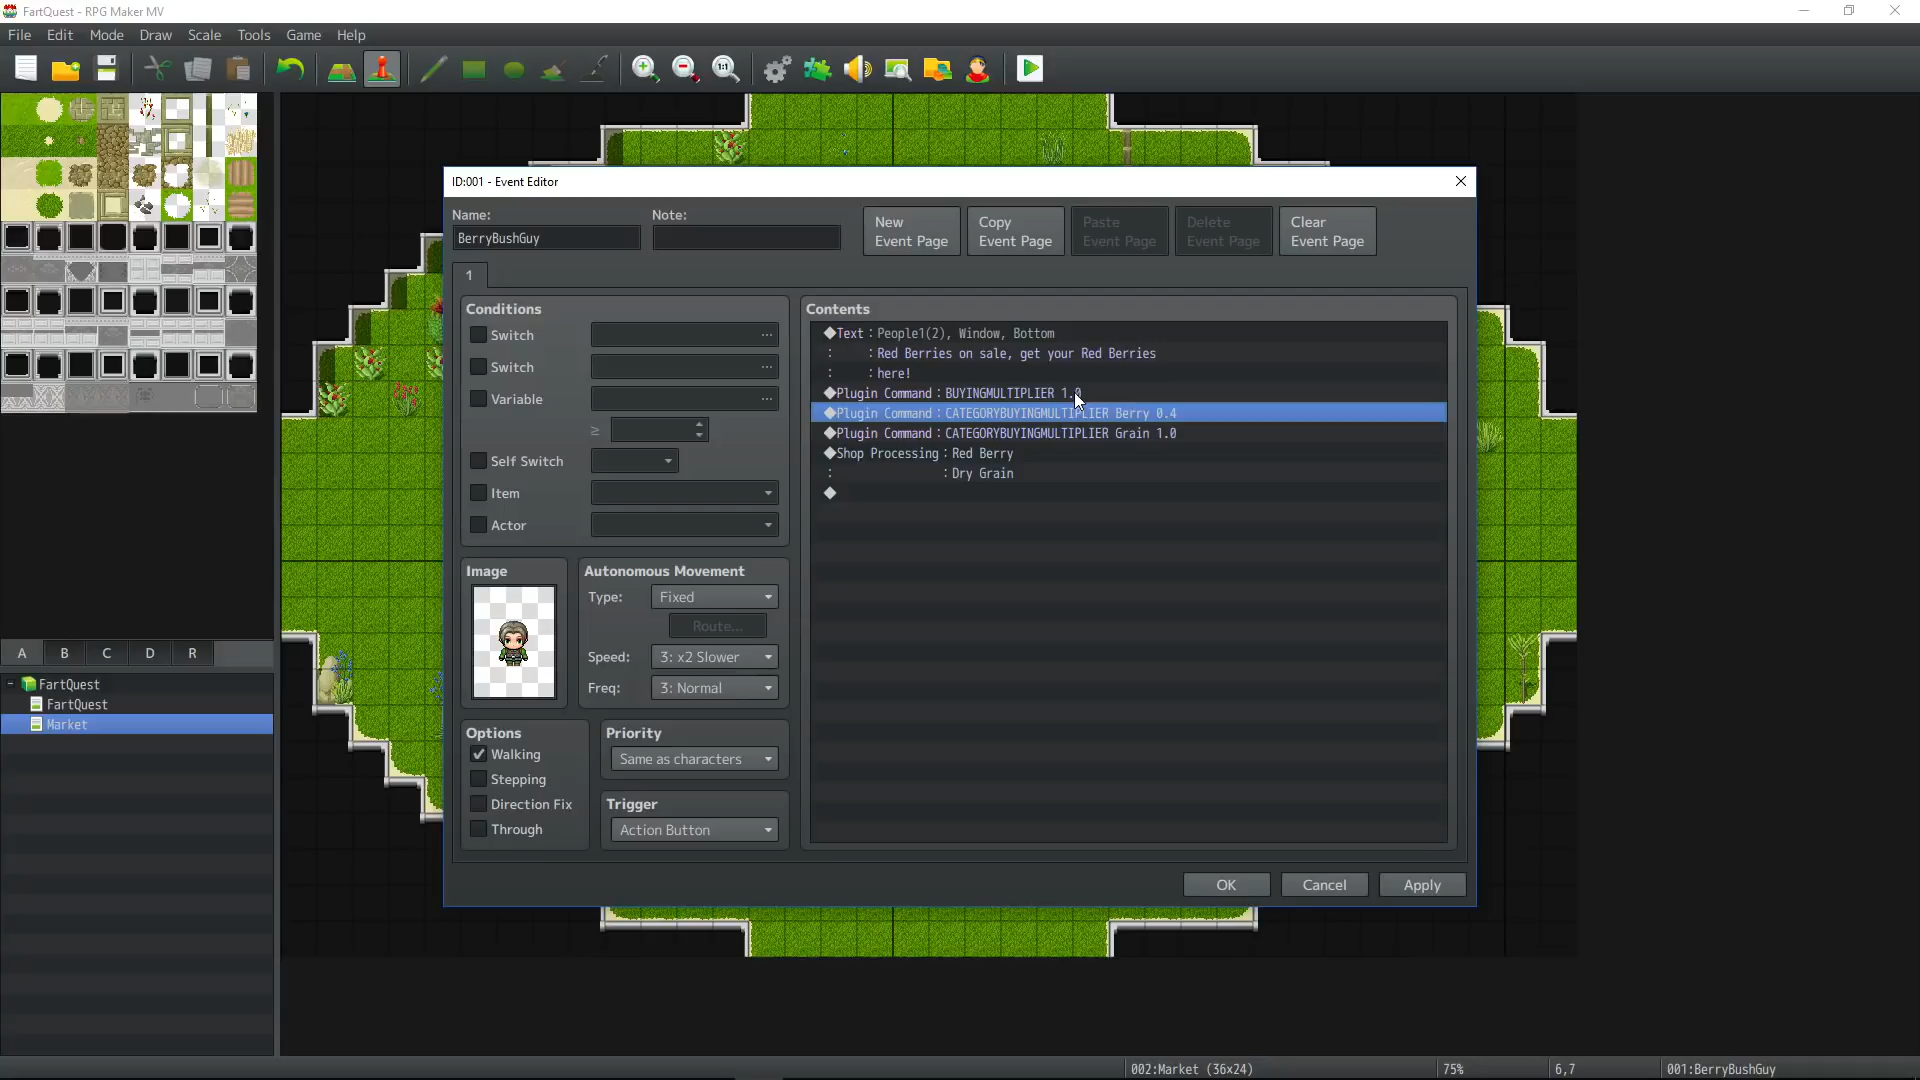 FartQuest - RPG Maker MV
File Edit Mode Draw Scale Tools Game Help
1:1
ID:001 - Event Editor
Name:
Note:
BerryBushGuy
New
Event Page
Copy
Event Page
Paste
Event Page
Delete
Event Page
Clear
Event Page
1
Conditions
Switch ...
Switch ...
Variable ...
≥
Self Switch
Item
Actor
Image
Autonomous Movement
Type: Fixed
Route...
Speed: 3: x2 Slower
Freq: 3: Normal
Options
Walking
Stepping
Direction Fix
Through
Priority
Same as characters
Trigger
Action Button
Contents
◆Text : People1(2), Window, Bottom
: : Red Berries on sale, get your Red Berries
: : here!
◆Plugin Command : BUYINGMULTIPLIER 1.0
◆Plugin Command : CATEGORYBUYINGMULTIPLIER Berry 0.4
◆Plugin Command : CATEGORYBUYINGMULTIPLIER Grain 1.0
◆Shop Processing : Red Berry
: : Dry Grain
◆
OK Cancel Apply
A B C D R
FartQuest
FartQuest
Market
002:Market (36x24) 75% 6,7 001:BerryBushGuy